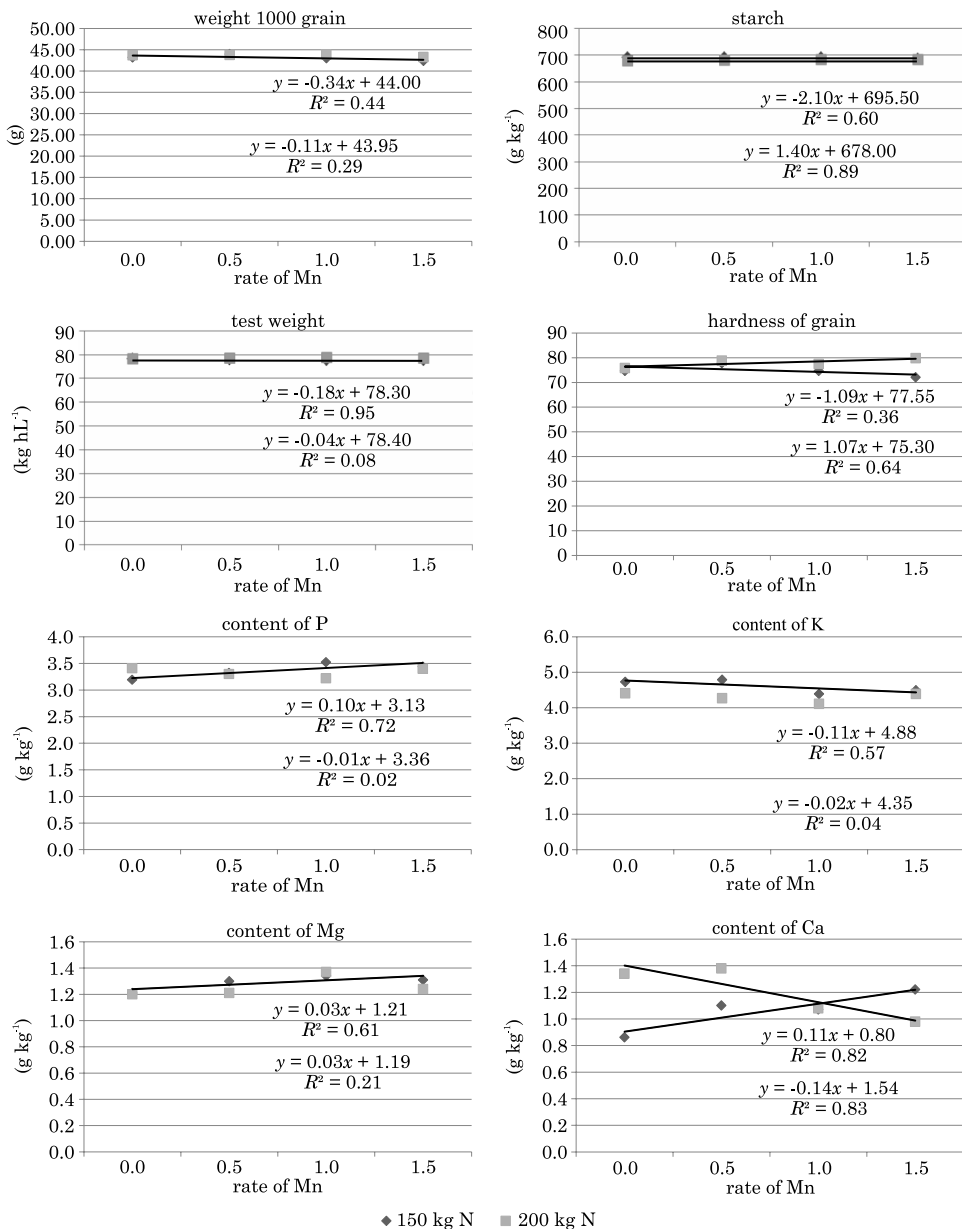 weight 1000 grain
50.00
45.00
40.00
35.00
30.00
25.00
20.00
15.00
10.00
5.00
0.00
(g)
y = -0.34x + 44.00
R² = 0.44
y = -0.11x + 43.95
R² = 0.29
0.0 0.5 1.0 1.5
rate of Mn
starch
800
700
600
500
400
300
200
100
0
(g kg⁻¹)
y = -2.10x + 695.50
R² = 0.60
y = 1.40x + 678.00
R² = 0.89
0.0 0.5 1.0 1.5
rate of Mn
test weight
90
80
70
60
50
40
30
20
10
0
(kg hL⁻¹)
y = -0.18x + 78.30
R² = 0.95
y = -0.04x + 78.40
R² = 0.08
0.0 0.5 1.0 1.5
rate of Mn
hardness of grain
90
80
70
60
50
40
30
20
10
0
y = -1.09x + 77.55
R² = 0.36
y = 1.07x + 75.30
R² = 0.64
0.0 0.5 1.0 1.5
rate of Mn
content of P
4.0
3.5
3.0
2.5
2.0
1.5
1.0
0.5
0.0
(g kg⁻¹)
y = 0.10x + 3.13
R² = 0.72
y = -0.01x + 3.36
R² = 0.02
0.0 0.5 1.0 1.5
rate of Mn
content of K
6.0
5.0
4.0
3.0
2.0
1.0
0.0
(g kg⁻¹)
y = -0.11x + 4.88
R² = 0.57
y = -0.02x + 4.35
R² = 0.04
0.0 0.5 1.0 1.5
rate of Mn
content of Mg
1.6
1.4
1.2
1.0
0.8
0.6
0.4
0.2
0.0
(g kg⁻¹)
y = 0.03x + 1.21
R² = 0.61
y = 0.03x + 1.19
R² = 0.21
0.0 0.5 1.0 1.5
rate of Mn
content of Ca
1.6
1.4
1.2
1.0
0.8
0.6
0.4
0.2
0.0
(g kg⁻¹)
y = 0.11x + 0.80
R² = 0.82
y = -0.14x + 1.54
R² = 0.83
0.0 0.5 1.0 1.5
rate of Mn
150 kg N 200 kg N